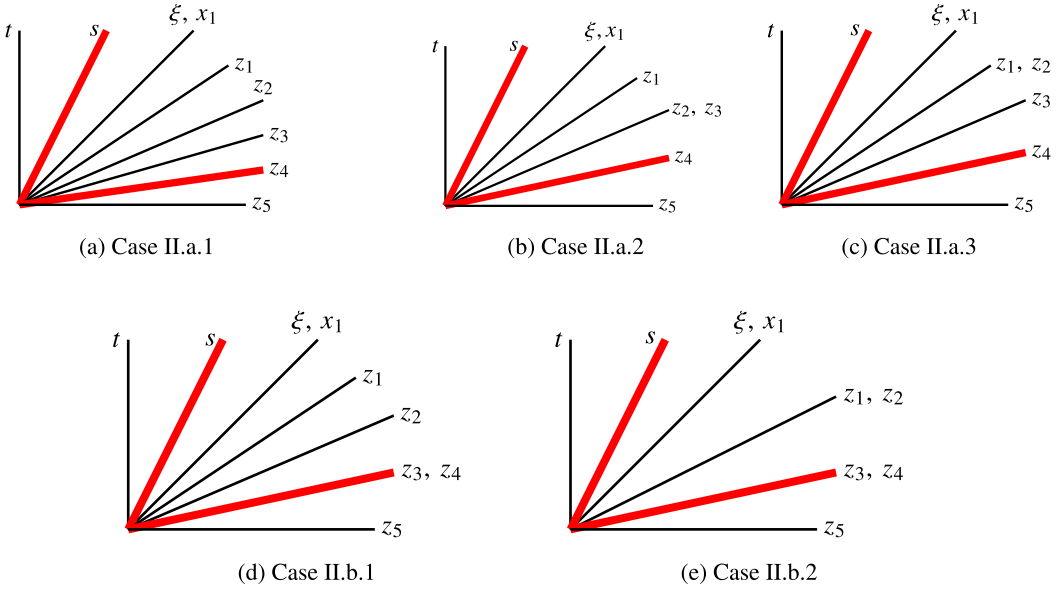 t s ξ, x₁ z₁ z₂ z₃ z₄ z₅
(a) Case II.a.1
t s ξ, x₁ z₁ z₂, z₃ z₄ z₅
(b) Case II.a.2
t s ξ, x₁ z₁, z₂ z₃ z₄ z₅
(c) Case II.a.3
t s ξ, x₁ z₁ z₂ z₃, z₄ z₅
(d) Case II.b.1
t s ξ, x₁ z₁, z₂ z₃, z₄ z₅
(e) Case II.b.2